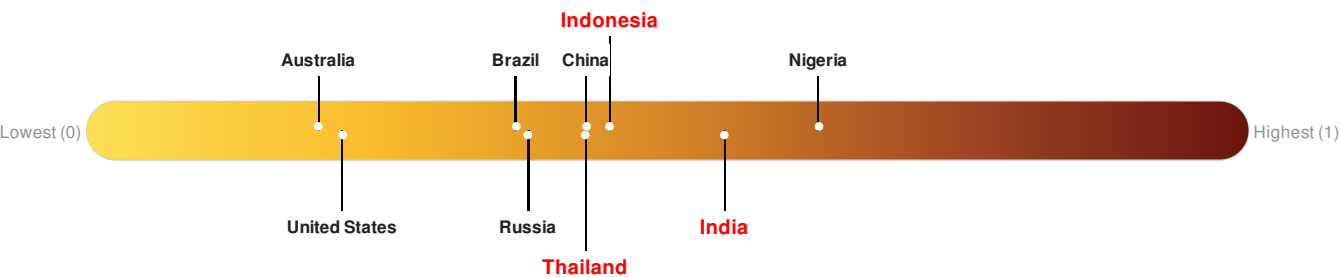 Indonesia
Australia
Brazil
China
Nigeria
Lowest (0)
Highest (1)
United States
Russia
India
Thailand